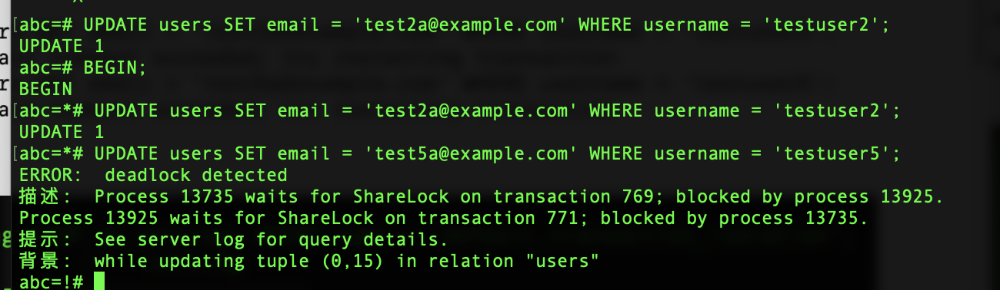 abc=# UPDATE users SET email = 'test2a@example.com' WHERE username = 'testuser2';
UPDATE 1
abc=# BEGIN;
BEGIN
abc=*# UPDATE users SET email = 'test2a@example.com' WHERE username = 'testuser2';
UPDATE 1
abc=*# UPDATE users SET email = 'test5a@example.com' WHERE username = 'testuser5';
ERROR:  deadlock detected
描述:  Process 13735 waits for ShareLock on transaction 769; blocked by process 13925.
Process 13925 waits for ShareLock on transaction 771; blocked by process 13735.
提示:  See server log for query details.
背景:  while updating tuple (0,15) in relation "users"
abc=!#